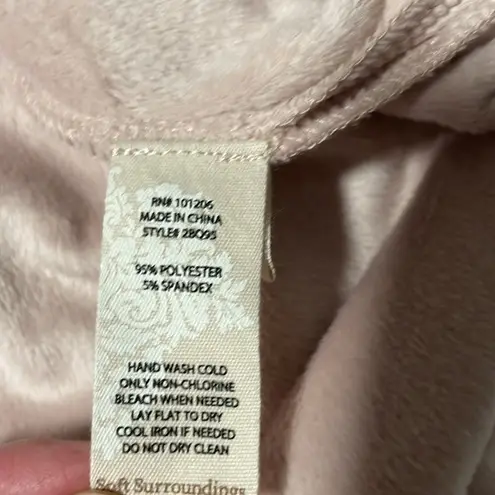 RN# 101206
MADE IN CHINA
STYLE# 2BQ95
95% POLYESTER
5% SPANDEX
HAND WASH COLD
ONLY NON-CHLORINE
BLEACH WHEN NEEDED
LAY FLAT TO DRY
COOL IRON IF NEEDED
DO NOT DRY CLEAN
Soft Surroundings